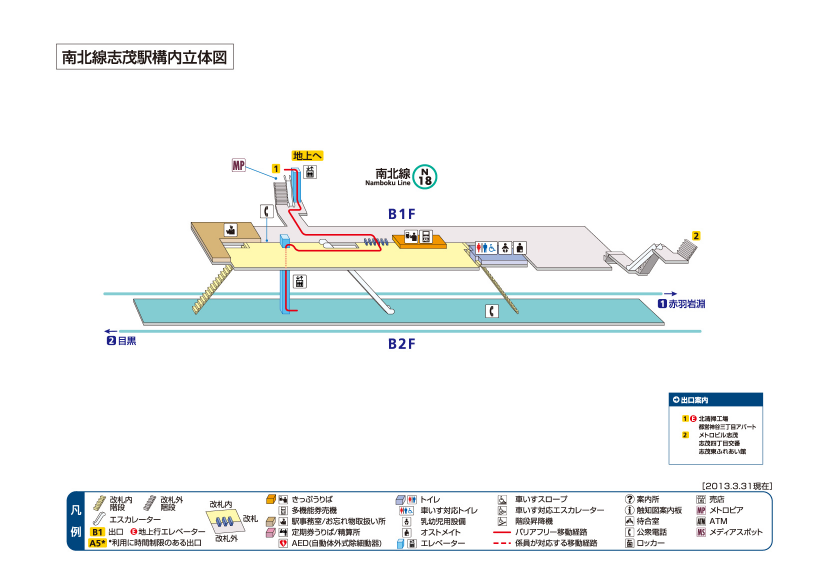 南北線志茂駅構内立体図
地上へ
MP
1
南北線
Namboku Line
N
18
B1F
2
1 赤羽岩淵
2 目黒
B2F
出口案内
1 E 北清掃工場
都営神谷三丁目アパート
2 メトロピル志茂
志茂四丁目交番
志茂東ふれあい館
[2013.3.31現在]
凡例
改札内階段
改札外階段
エスカレーター
B1 出口
E 地上行エレベーター
A5* *利用に時間制限のある出口
改札内
改札
改札外
きっぷうりば
多機能券売機
駅事務室/お忘れ物取扱い所
定期券うりば/精算所
AED(自動体外式除細動器)
トイレ
車いす対応トイレ
乳幼児用設備
オストメイト
エレベーター
車いすスロープ
車いす対応エスカレーター
階段昇降機
バリアフリー移動経路
係員が対応する移動経路
案内所
触知図案内板
待合室
公衆電話
ロッカー
売店
MP メトロピア
ATM ATM
MS メディアスポット